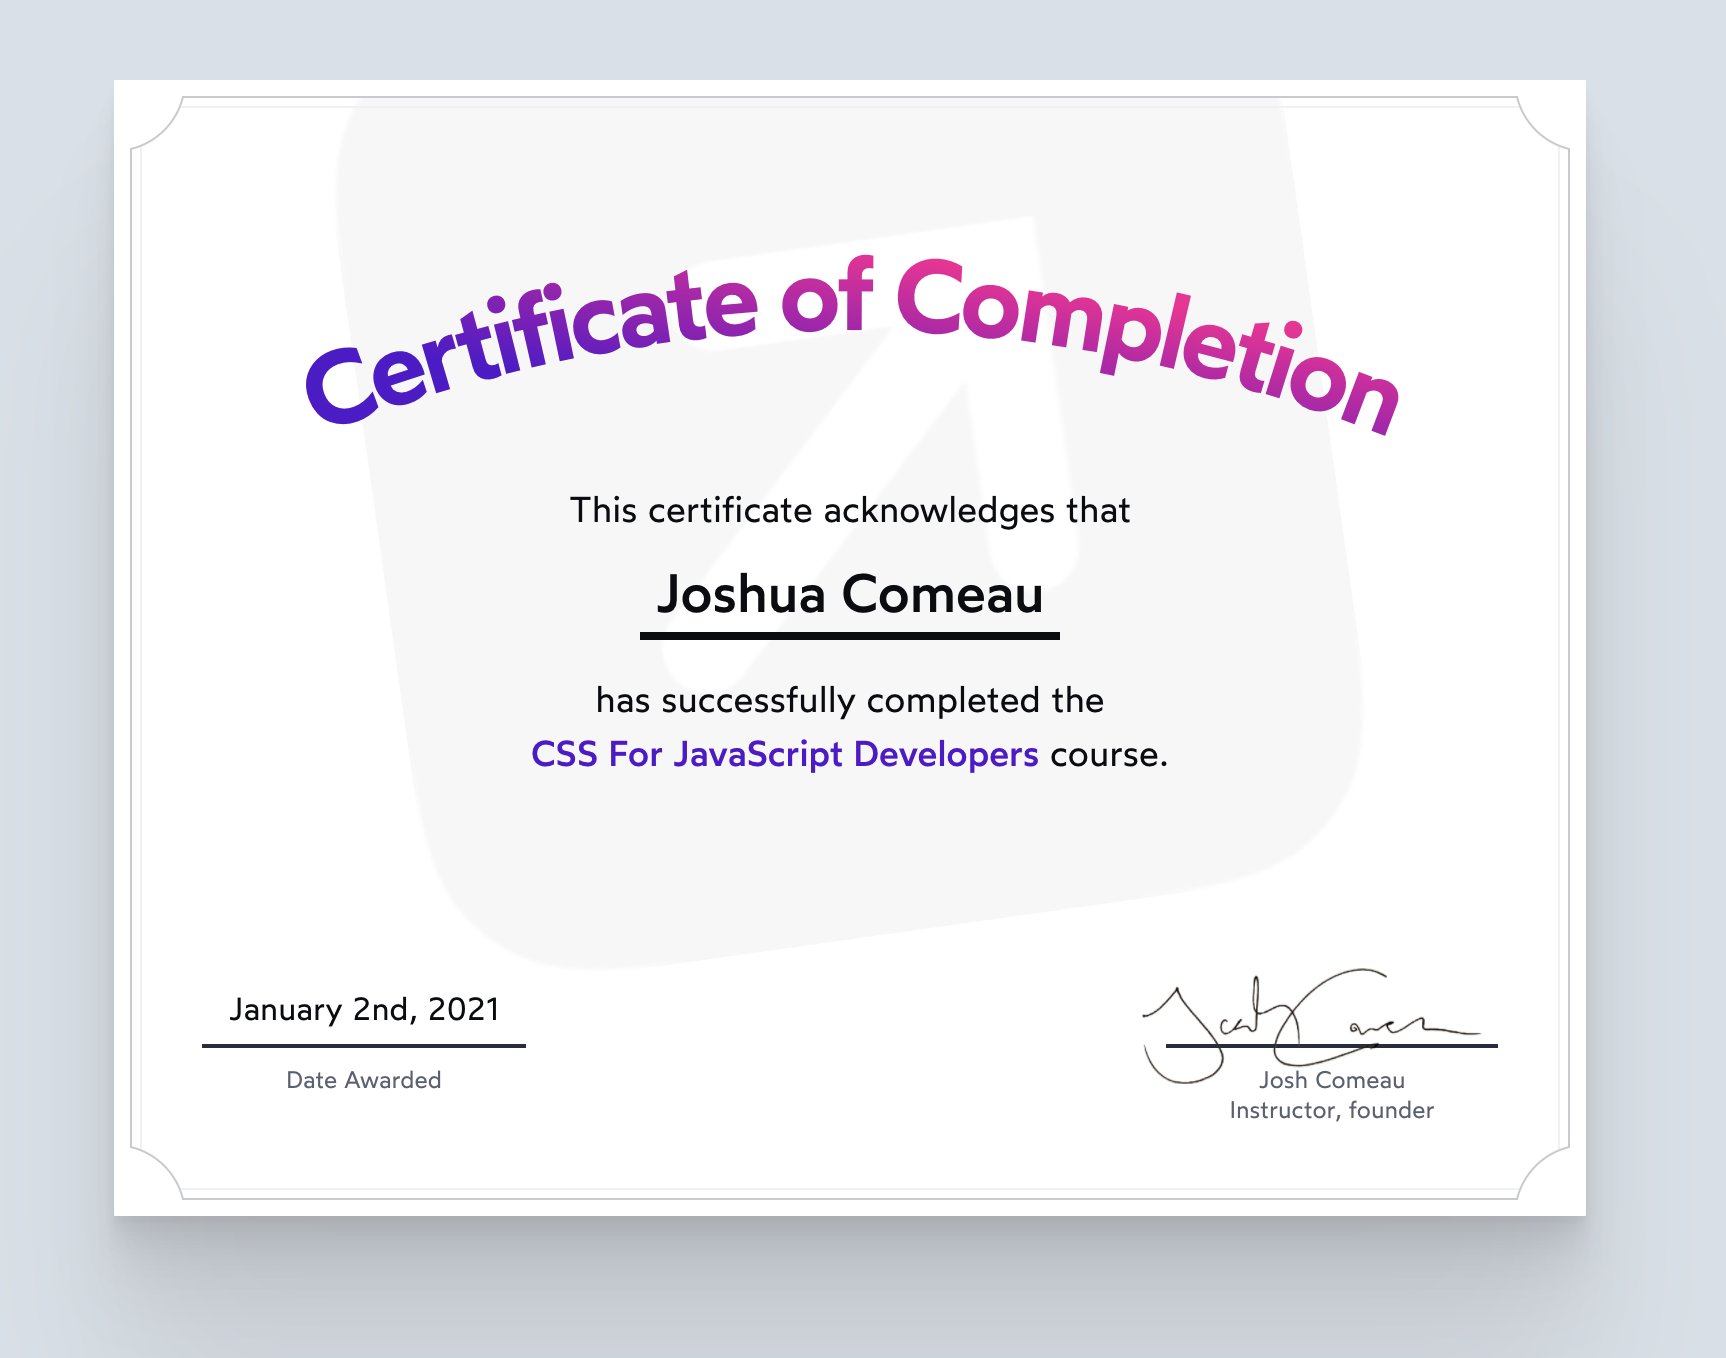 Certificate of Completion
This certificate acknowledges that
Joshua Comeau
has successfully completed the
CSS For JavaScript Developers course.
January 2nd, 2021
Date Awarded
Josh Comeau
Josh Comeau
Instructor, founder